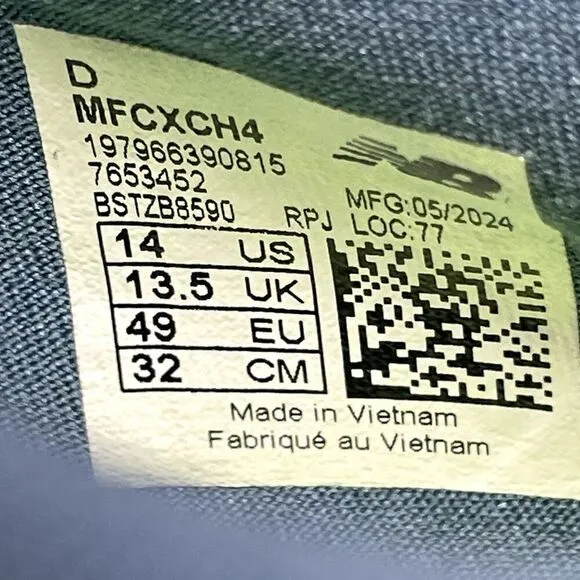 D
MFCXCH4
197966390815
7653452
BSTZB8590 RPJ
MFG:05/2024
LOC:77
14 US
13.5 UK
49 EU
32 CM
Made in Vietnam
Fabriqué au Vietnam